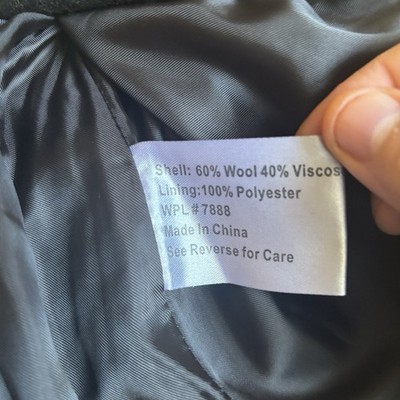 Shell: 60% Wool 40% Viscos
Lining:100% Polyester
WPL#7888
Made In China
See Reverse for Care